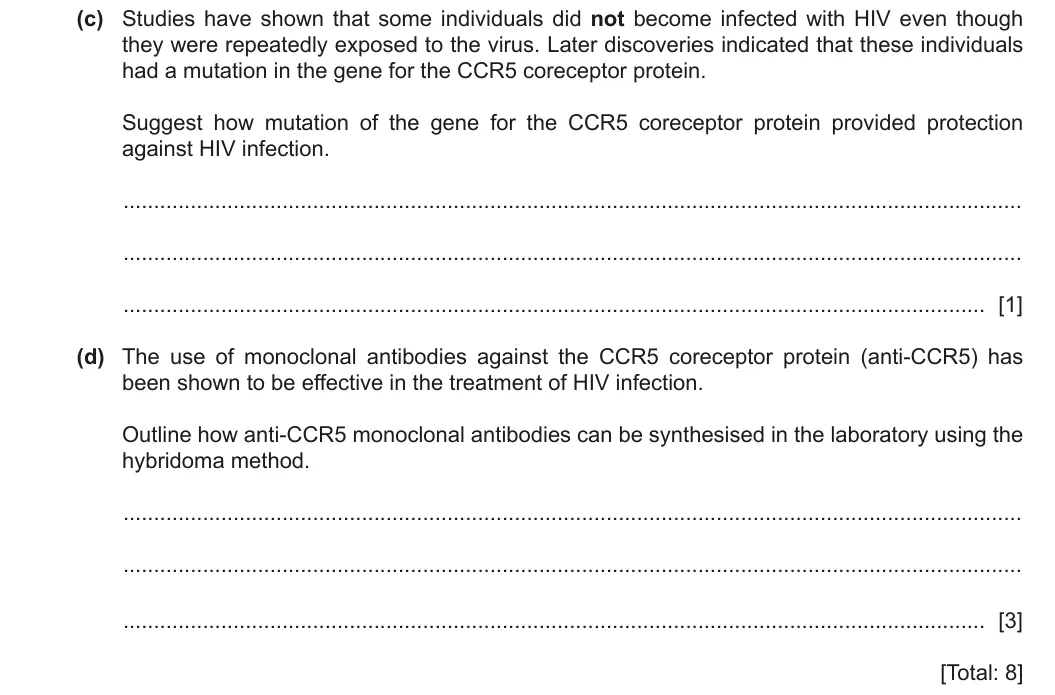 (c) Studies have shown that some individuals did not become infected with HIV even though
they were repeatedly exposed to the virus. Later discoveries indicated that these individuals
had a mutation in the gene for the CCR5 coreceptor protein.
Suggest how mutation of the gene for the CCR5 coreceptor protein provided protection
against HIV infection.
....................................................................................................................................................
....................................................................................................................................................
.............................................................................................................................................. [1]
(d) The use of monoclonal antibodies against the CCR5 coreceptor protein (anti-CCR5) has
been shown to be effective in the treatment of HIV infection.
Outline how anti-CCR5 monoclonal antibodies can be synthesised in the laboratory using the
hybridoma method.
....................................................................................................................................................
....................................................................................................................................................
.............................................................................................................................................. [3]
[Total: 8]